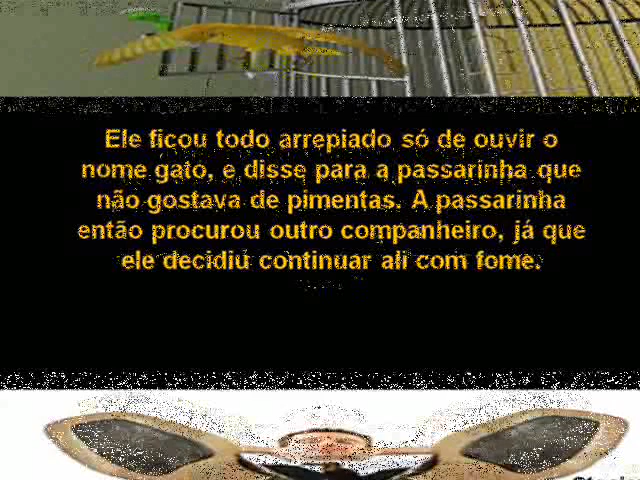 Ele ficou todo arrepiado só de ouvir o
nome gato, e disse para a passarinha que
não gostava de pimentas. A passarinha
então procurou outro companheiro, já que
ele decidiu continuar ali com fome.